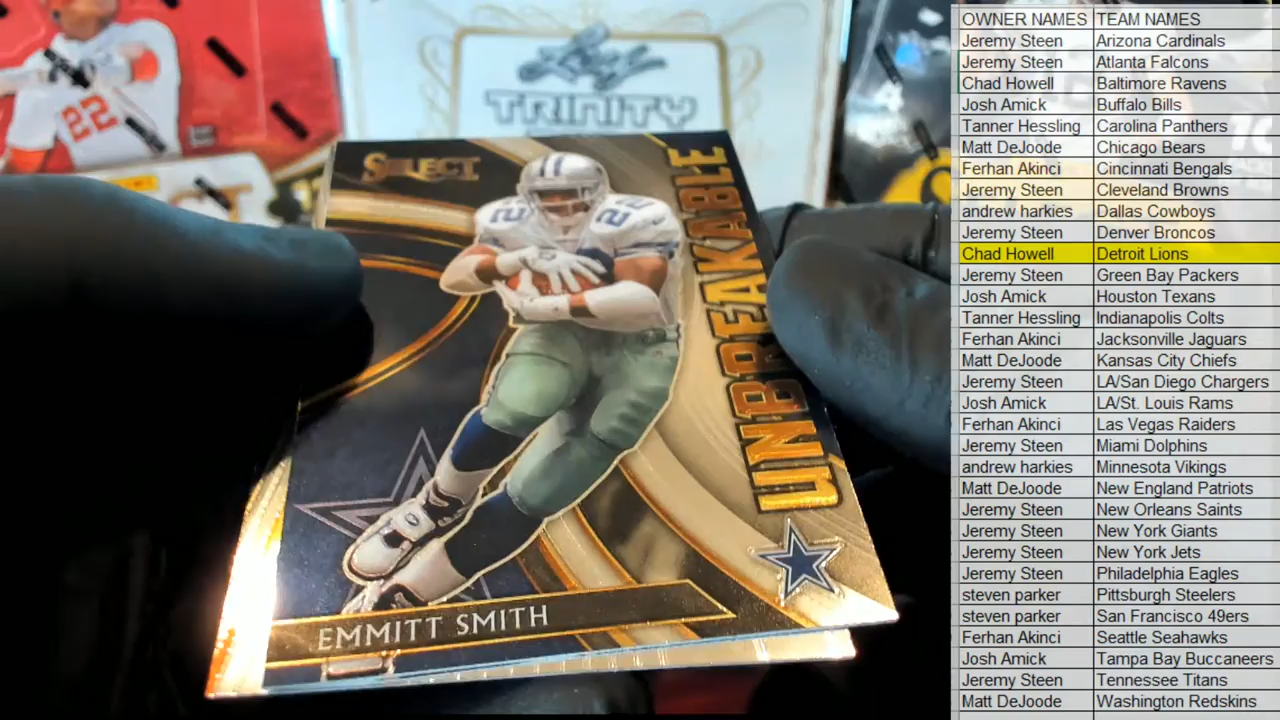 TRINITY
22
SELECT
22
22
UNBREAKABLE
EMMITT SMITH
OWNER NAMES TEAM NAMES
Jeremy Steen Arizona Cardinals
Jeremy Steen Atlanta Falcons
Chad Howell Baltimore Ravens
Josh Amick Buffalo Bills
Tanner Hessling Carolina Panthers
Matt DeJoode Chicago Bears
Ferhan Akinci Cincinnati Bengals
Jeremy Steen Cleveland Browns
andrew harkies Dallas Cowboys
Jeremy Steen Denver Broncos
Chad Howell Detroit Lions
Jeremy Steen Green Bay Packers
Josh Amick Houston Texans
Tanner Hessling Indianapolis Colts
Ferhan Akinci Jacksonville Jaguars
Matt DeJoode Kansas City Chiefs
Jeremy Steen LA/San Diego Chargers
Josh Amick LA/St. Louis Rams
Ferhan Akinci Las Vegas Raiders
Jeremy Steen Miami Dolphins
andrew harkies Minnesota Vikings
Matt DeJoode New England Patriots
Jeremy Steen New Orleans Saints
Jeremy Steen New York Giants
Jeremy Steen New York Jets
Jeremy Steen Philadelphia Eagles
steven parker Pittsburgh Steelers
steven parker San Francisco 49ers
Ferhan Akinci Seattle Seahawks
Josh Amick Tampa Bay Buccaneers
Jeremy Steen Tennessee Titans
Matt DeJoode Washington Redskins